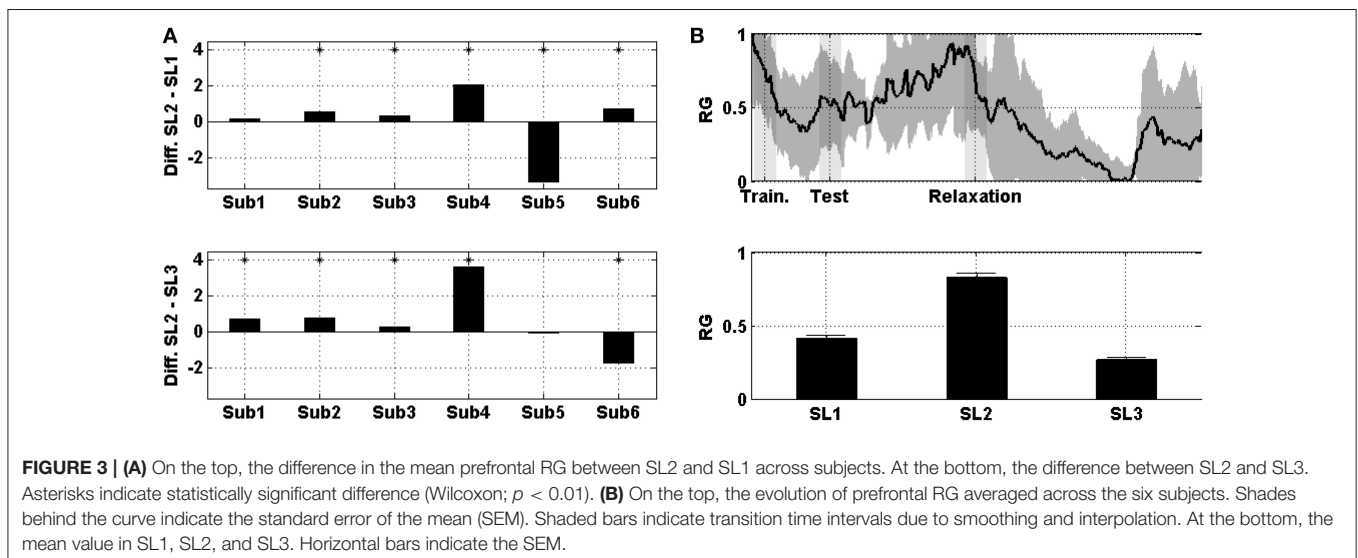 A
4
2
0
-2
Diff. SL2 - SL1
* * * * *
Sub1 Sub2 Sub3 Sub4 Sub5 Sub6
4
2
0
-2
Diff. SL2 - SL3
* * * * *
Sub1 Sub2 Sub3 Sub4 Sub5 Sub6
B
1
0.5
1
RG
Train. Test Relaxation
1
0.5
0
RG
SL1 SL2 SL3
FIGURE 3 | (A) On the top, the difference in the mean prefrontal RG between SL2 and SL1 across subjects. At the bottom, the difference between SL2 and SL3.
Asterisks indicate statistically significant difference (Wilcoxon; p < 0.01). (B) On the top, the evolution of prefrontal RG averaged across the six subjects. Shades
behind the curve indicate the standard error of the mean (SEM). Shaded bars indicate transition time intervals due to smoothing and interpolation. At the bottom, the
mean value in SL1, SL2, and SL3. Horizontal bars indicate the SEM.